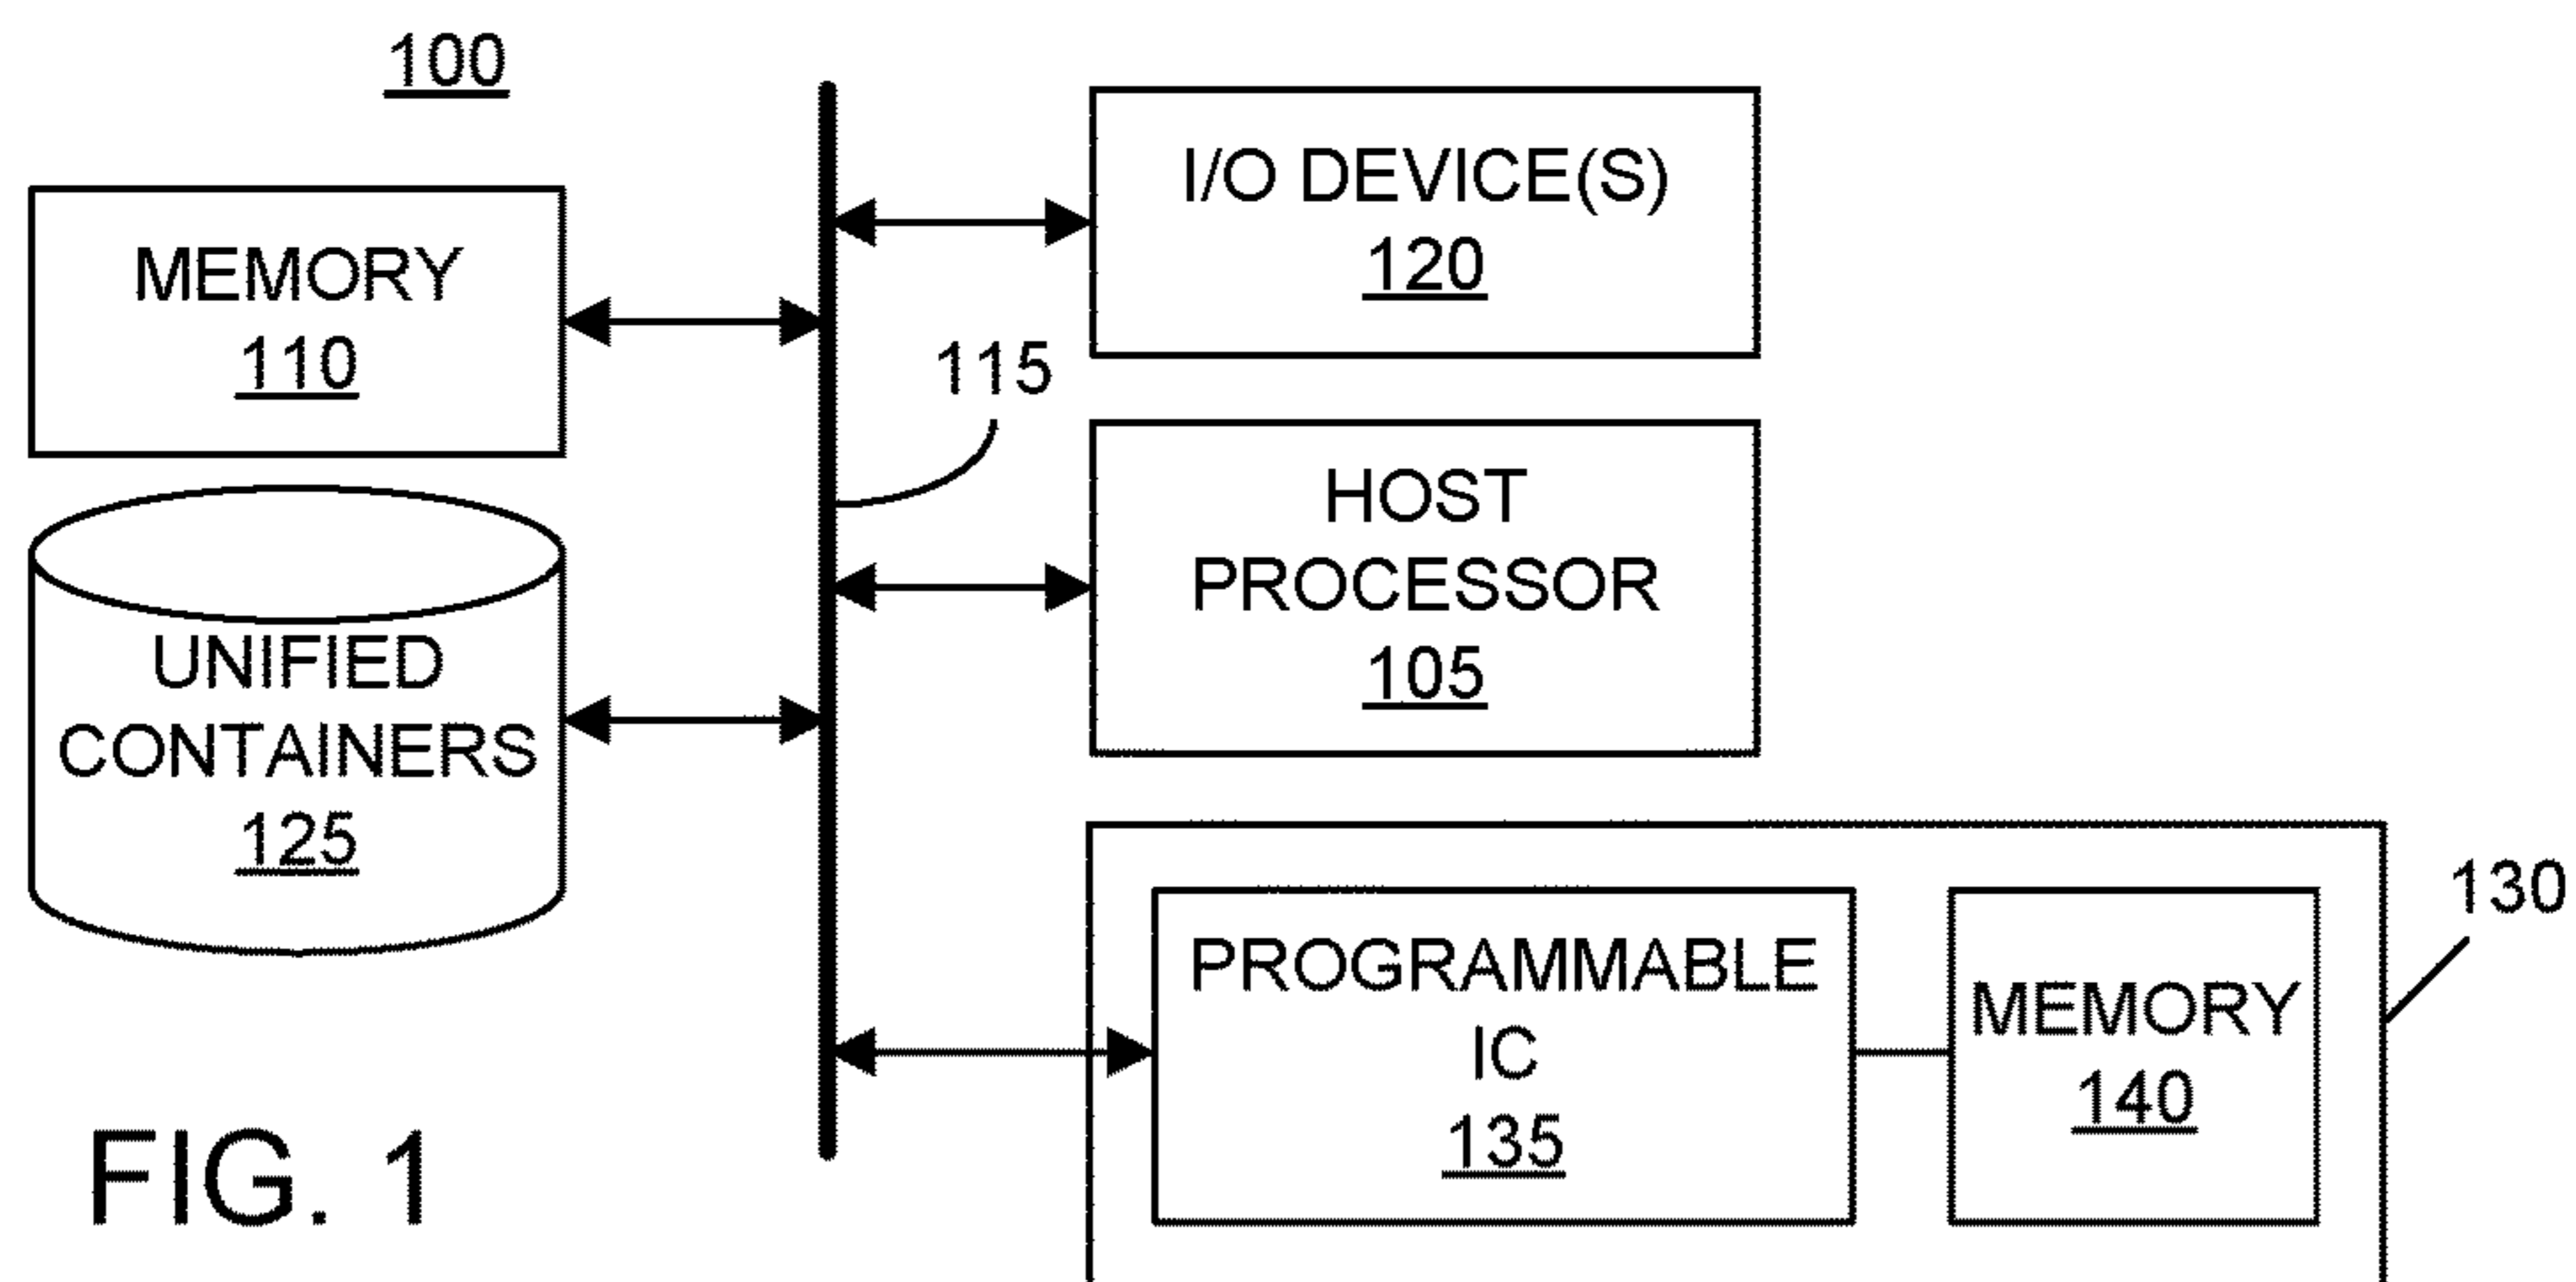 100
MEMORY
110
UNIFIED
CONTAINERS
125
115
I/O DEVICE(S)
120
HOST
PROCESSOR
105
PROGRAMMABLE
IC
135
MEMORY
140
130
FIG. 1